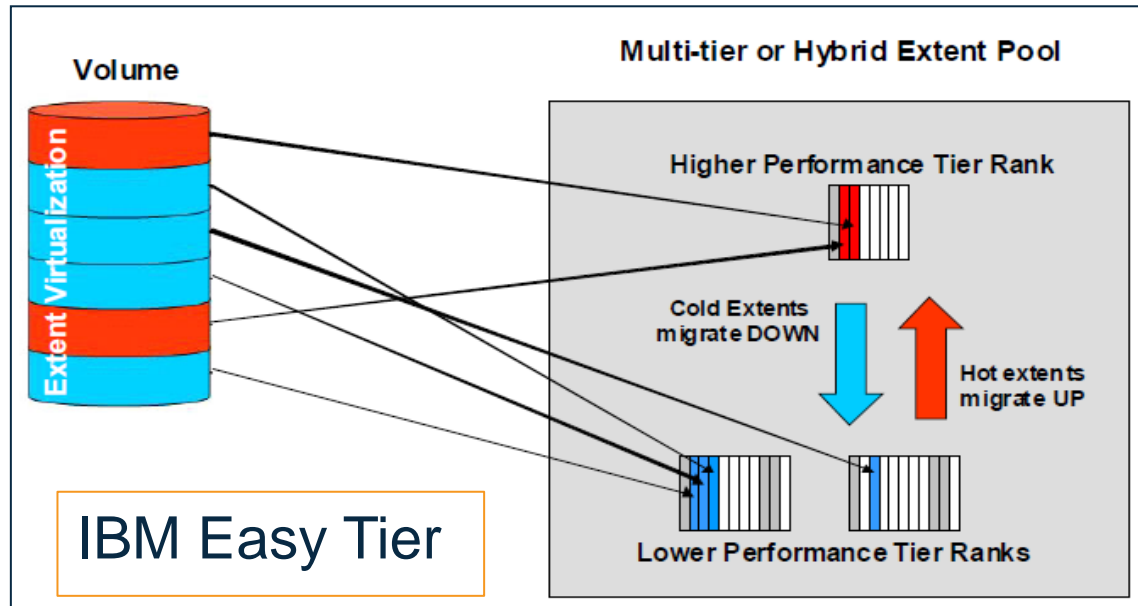 Multi-tier or Hybrid Extent Pool
Volume
Extent Virtualization
Higher Performance Tier Rank
Cold Extents
migrate DOWN
Hot extents
migrate UP
Lower Performance Tier Ranks
IBM Easy Tier